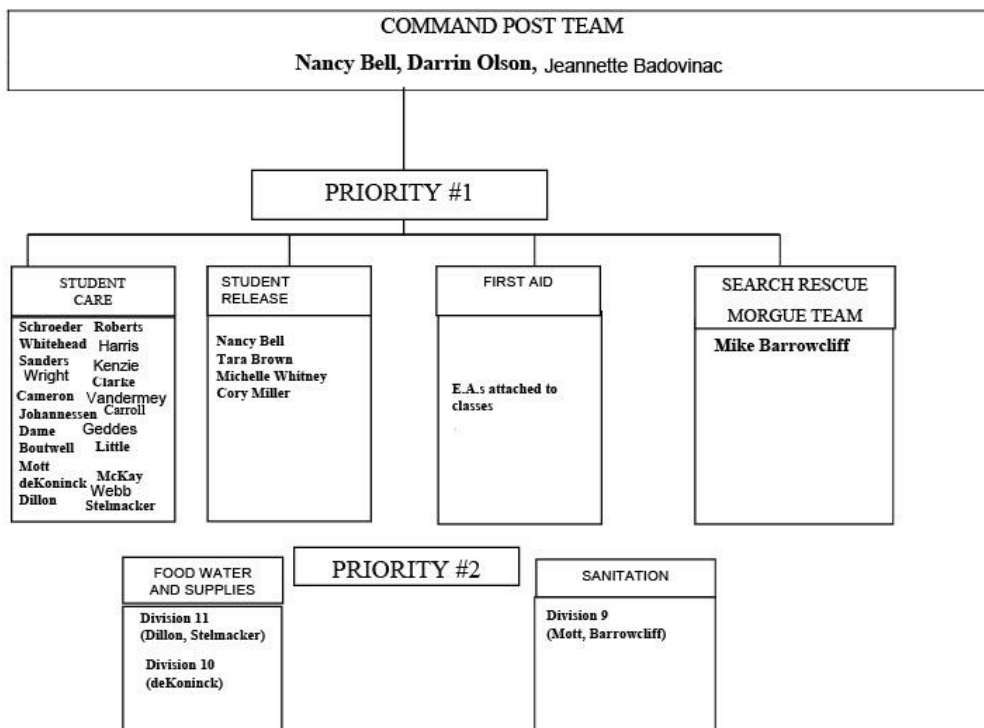 COMMAND POST TEAM
Nancy Bell, Darrin Olson, Jeannette Badovinac
PRIORITY #1
STUDENT
CARE
Schroeder Roberts
Whitehead Harris
Sanders Kenzie
Wright Clarke
Cameron Vandermey
Johannessen Carroll
Dame Geddes
Boutwell Little
Mott
deKoninck McKay
Webb
Dillon Stelmacker
STUDENT
RELEASE
Nancy Bell
Tara Brown
Michelle Whitney
Cory Miller
FIRST AID
E.A.s attached to
classes
SEARCH RESCUE
MORGUE TEAM
Mike Barrowcliff
PRIORITY #2
FOOD WATER
AND SUPPLIES
Division 11
(Dillon, Stelmacker)
Division 10
(deKoninck)
SANITATION
Division 9
(Mott, Barrowcliff)